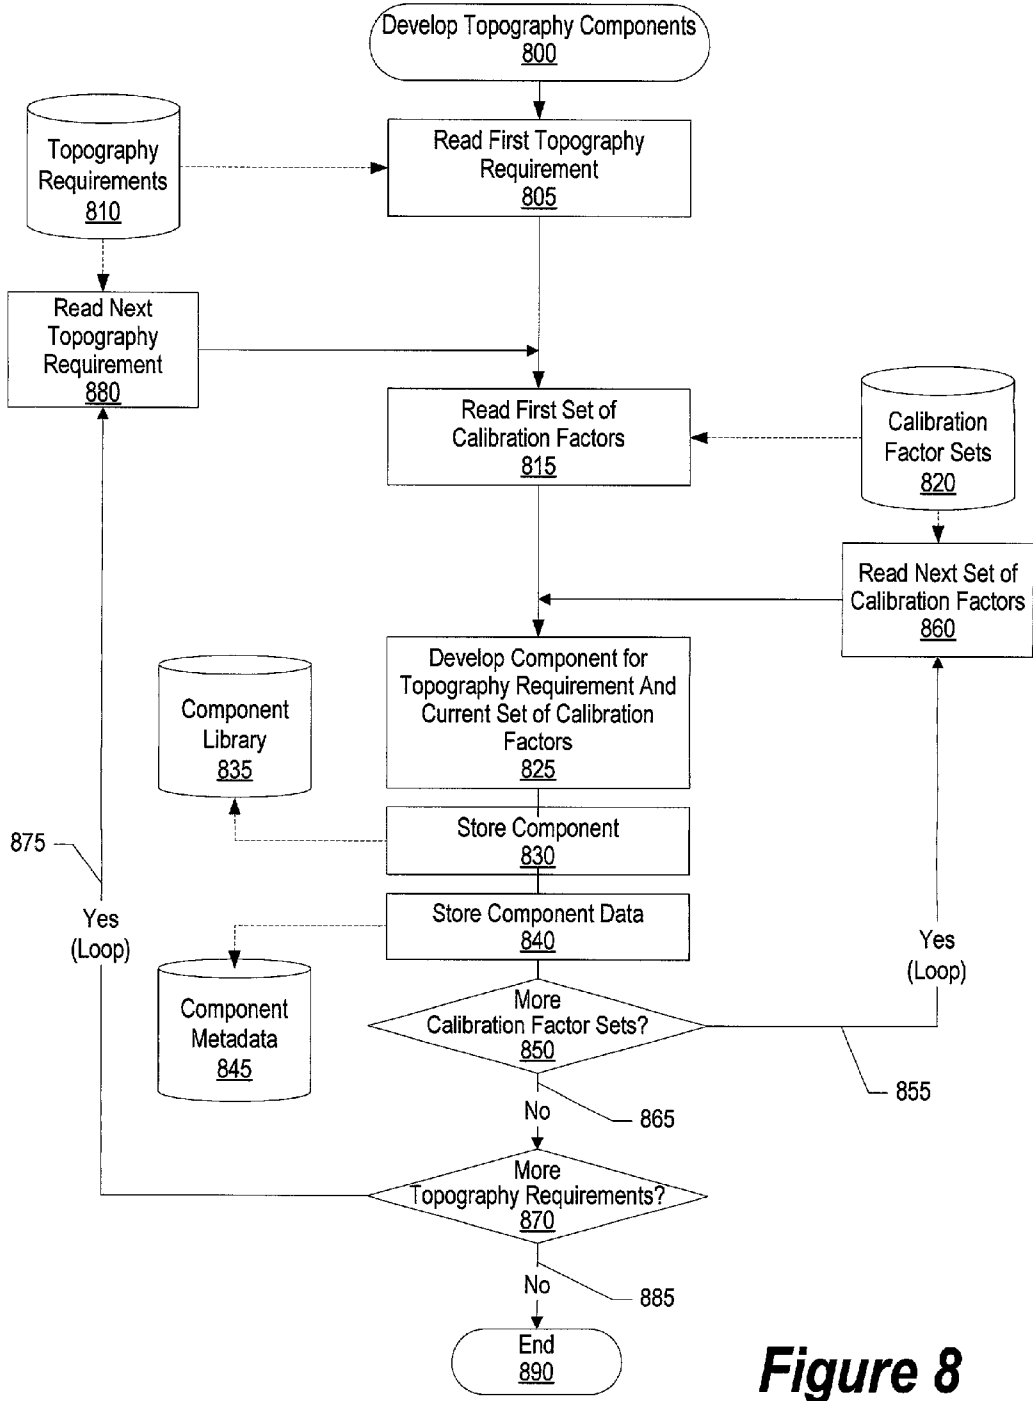 Develop Topography Components
800
Topography
Requirements
810
Read First Topography
Requirement
805
Read Next
Topography
Requirement
880
Read First Set of
Calibration Factors
815
Calibration
Factor Sets
820
Read Next Set of
Calibration Factors
860
Develop Component for
Topography Requirement And
Current Set of Calibration
Factors
825
Component
Library
835
Store Component
830
875
Store Component Data
840
Yes
(Loop)
Yes
(Loop)
Component
Metadata
845
More
Calibration Factor Sets?
850
855
865
No
More
Topography Requirements?
870
885
No
End
890
Figure 8